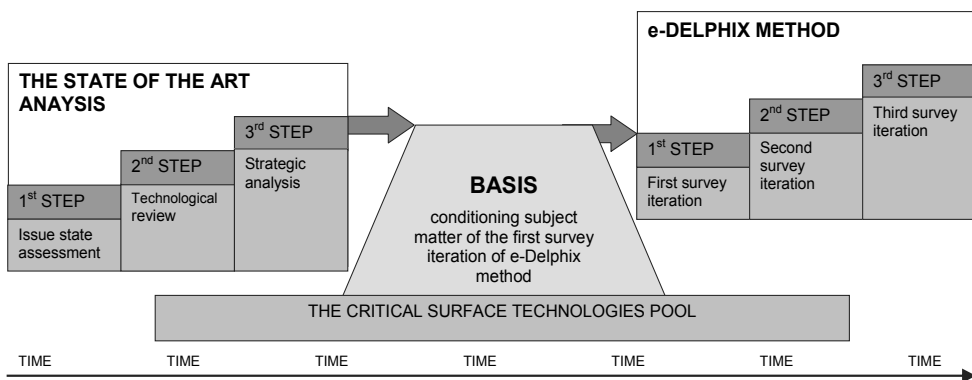 THE STATE OF THE ART
ANAYSIS
1st STEP
Issue state
assessment
2nd STEP
Technological
review
3rd STEP
Strategic
analysis
BASIS
conditioning subject
matter of the first survey
iteration of e-Delphix
method
e-DELPHIX METHOD
1st STEP
First survey
iteration
2nd STEP
Second
survey
iteration
3rd STEP
Third survey
iteration
THE CRITICAL SURFACE TECHNOLOGIES POOL
TIME TIME TIME TIME TIME TIME TIME